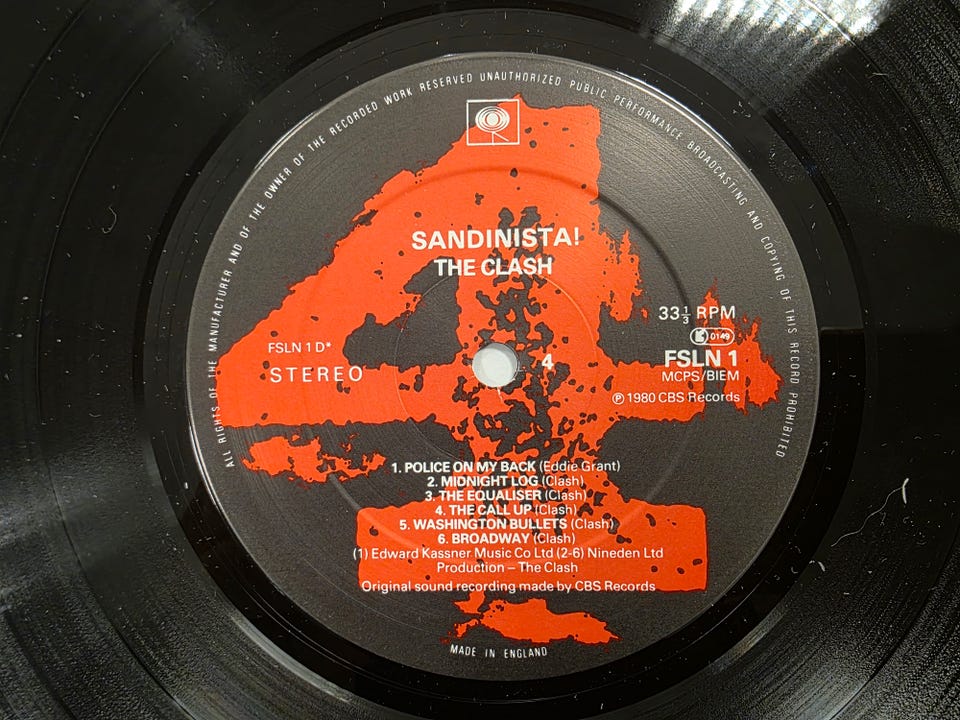 ALL RIGHTS OF THE MANUFACTURER AND OF THE OWNER OF THE RECORDED WORK RESERVED UNAUTHORIZED PUBLIC PERFORMANCE BROADCASTING AND COPYING OF THIS RECORD PROHIBITED
SANDINISTA!
THE CLASH
33⅓ RPM
K 0149
FSLN 1 D*
STEREO
4
FSLN 1
MCPS/BIEM
℗ 1980 CBS Records
1. POLICE ON MY BACK (Eddie Grant)
2. MIDNIGHT LOG (Clash)
3. THE EQUALISER (Clash)
4. THE CALL UP (Clash)
5. WASHINGTON BULLETS (Clash)
6. BROADWAY (Clash)
(1) Edward Kassner Music Co Ltd (2-6) Nineden Ltd
Production – The Clash
Original sound recording made by CBS Records
MADE IN ENGLAND